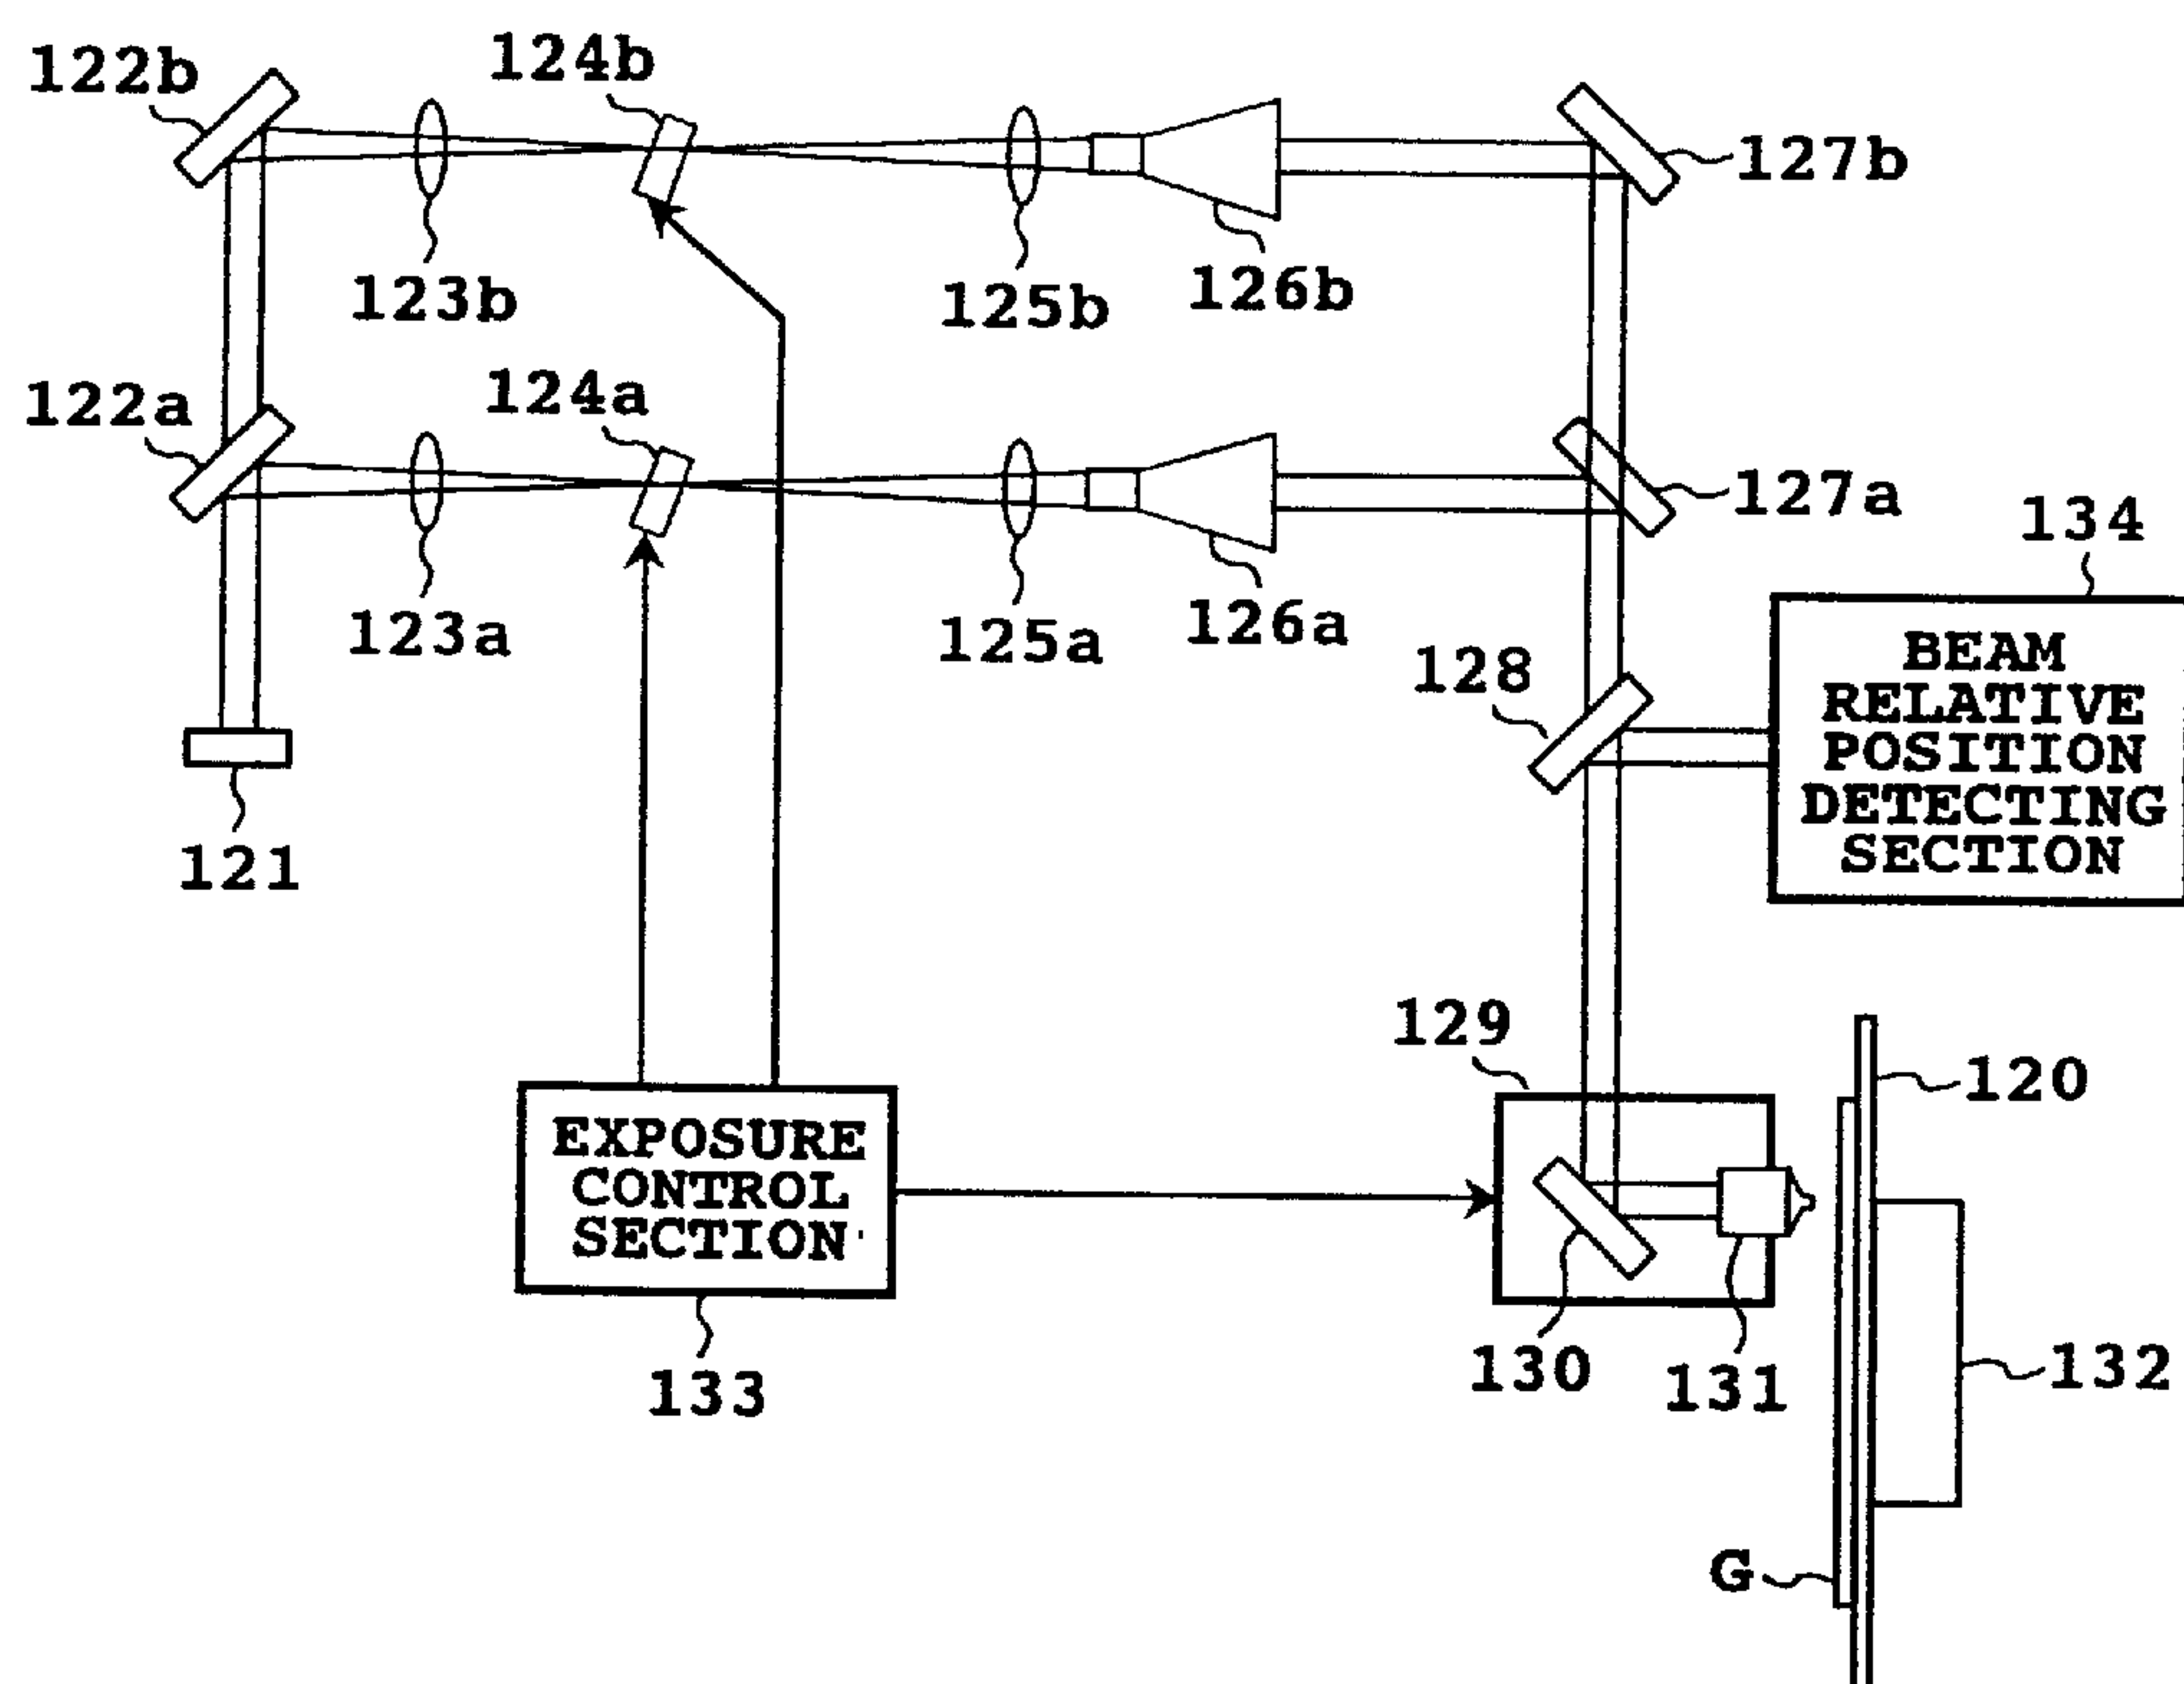 122b
124b
127b
123b
125b
126b
122a
124a
127a
134
123a
125a
126a
128
BEAM
RELATIVE
POSITION
DETECTING
SECTION
121
129
120
EXPOSURE
CONTROL
SECTION
130
131
132
133
G